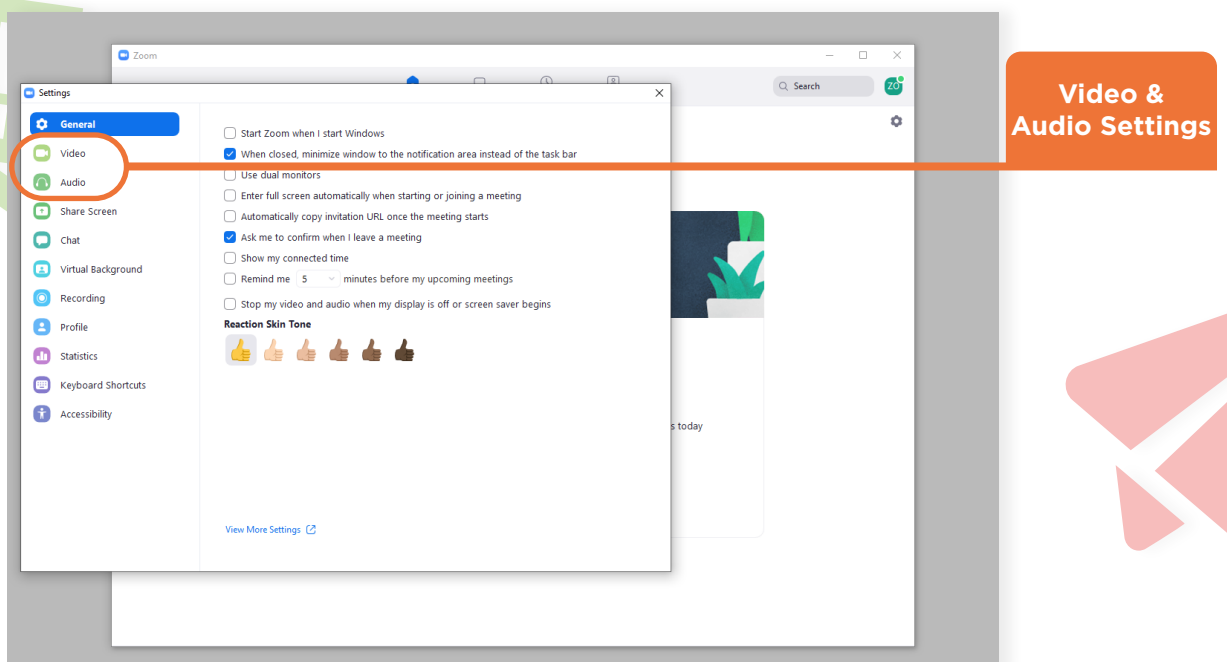 Zoom
Search
ZO
Settings
General
Video
Audio
Share Screen
Chat
Virtual Background
Recording
Profile
Statistics
Keyboard Shortcuts
Accessibility
Start Zoom when I start Windows
When closed, minimize window to the notification area instead of the task bar
Use dual monitors
Enter full screen automatically when starting or joining a meeting
Automatically copy invitation URL once the meeting starts
Ask me to confirm when I leave a meeting
Show my connected time
Remind me 5 minutes before my upcoming meetings
Stop my video and audio when my display is off or screen saver begins
Reaction Skin Tone
View More Settings
s today
Video &
Audio Settings